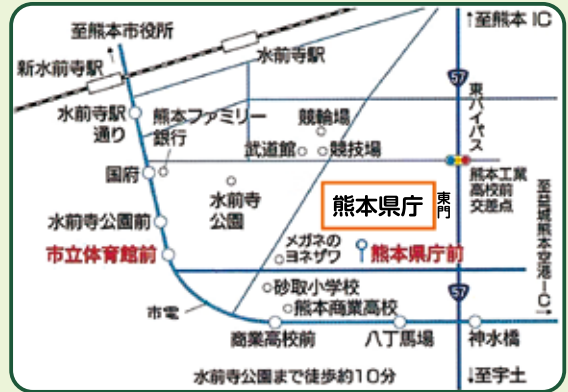 至熊本市役所
↑至熊本IC
水前寺駅
新水前寺駅
57
東バイパス
水前寺駅
通り
熊本ファミリー
銀行
競輪場
武道館
競技場
国府
水前寺
公園
熊本工業
高校前
交差点
熊本県庁
東門
至益城熊本空港IC→
水前寺公園前
メガネの
ヨネザワ
熊本県庁前
市立体育館前
砂取小学校
57
熊本商業高校
市電
商業高校前
八丁馬場
神水橋
水前寺公園まで徒歩約10分
↓至宇土